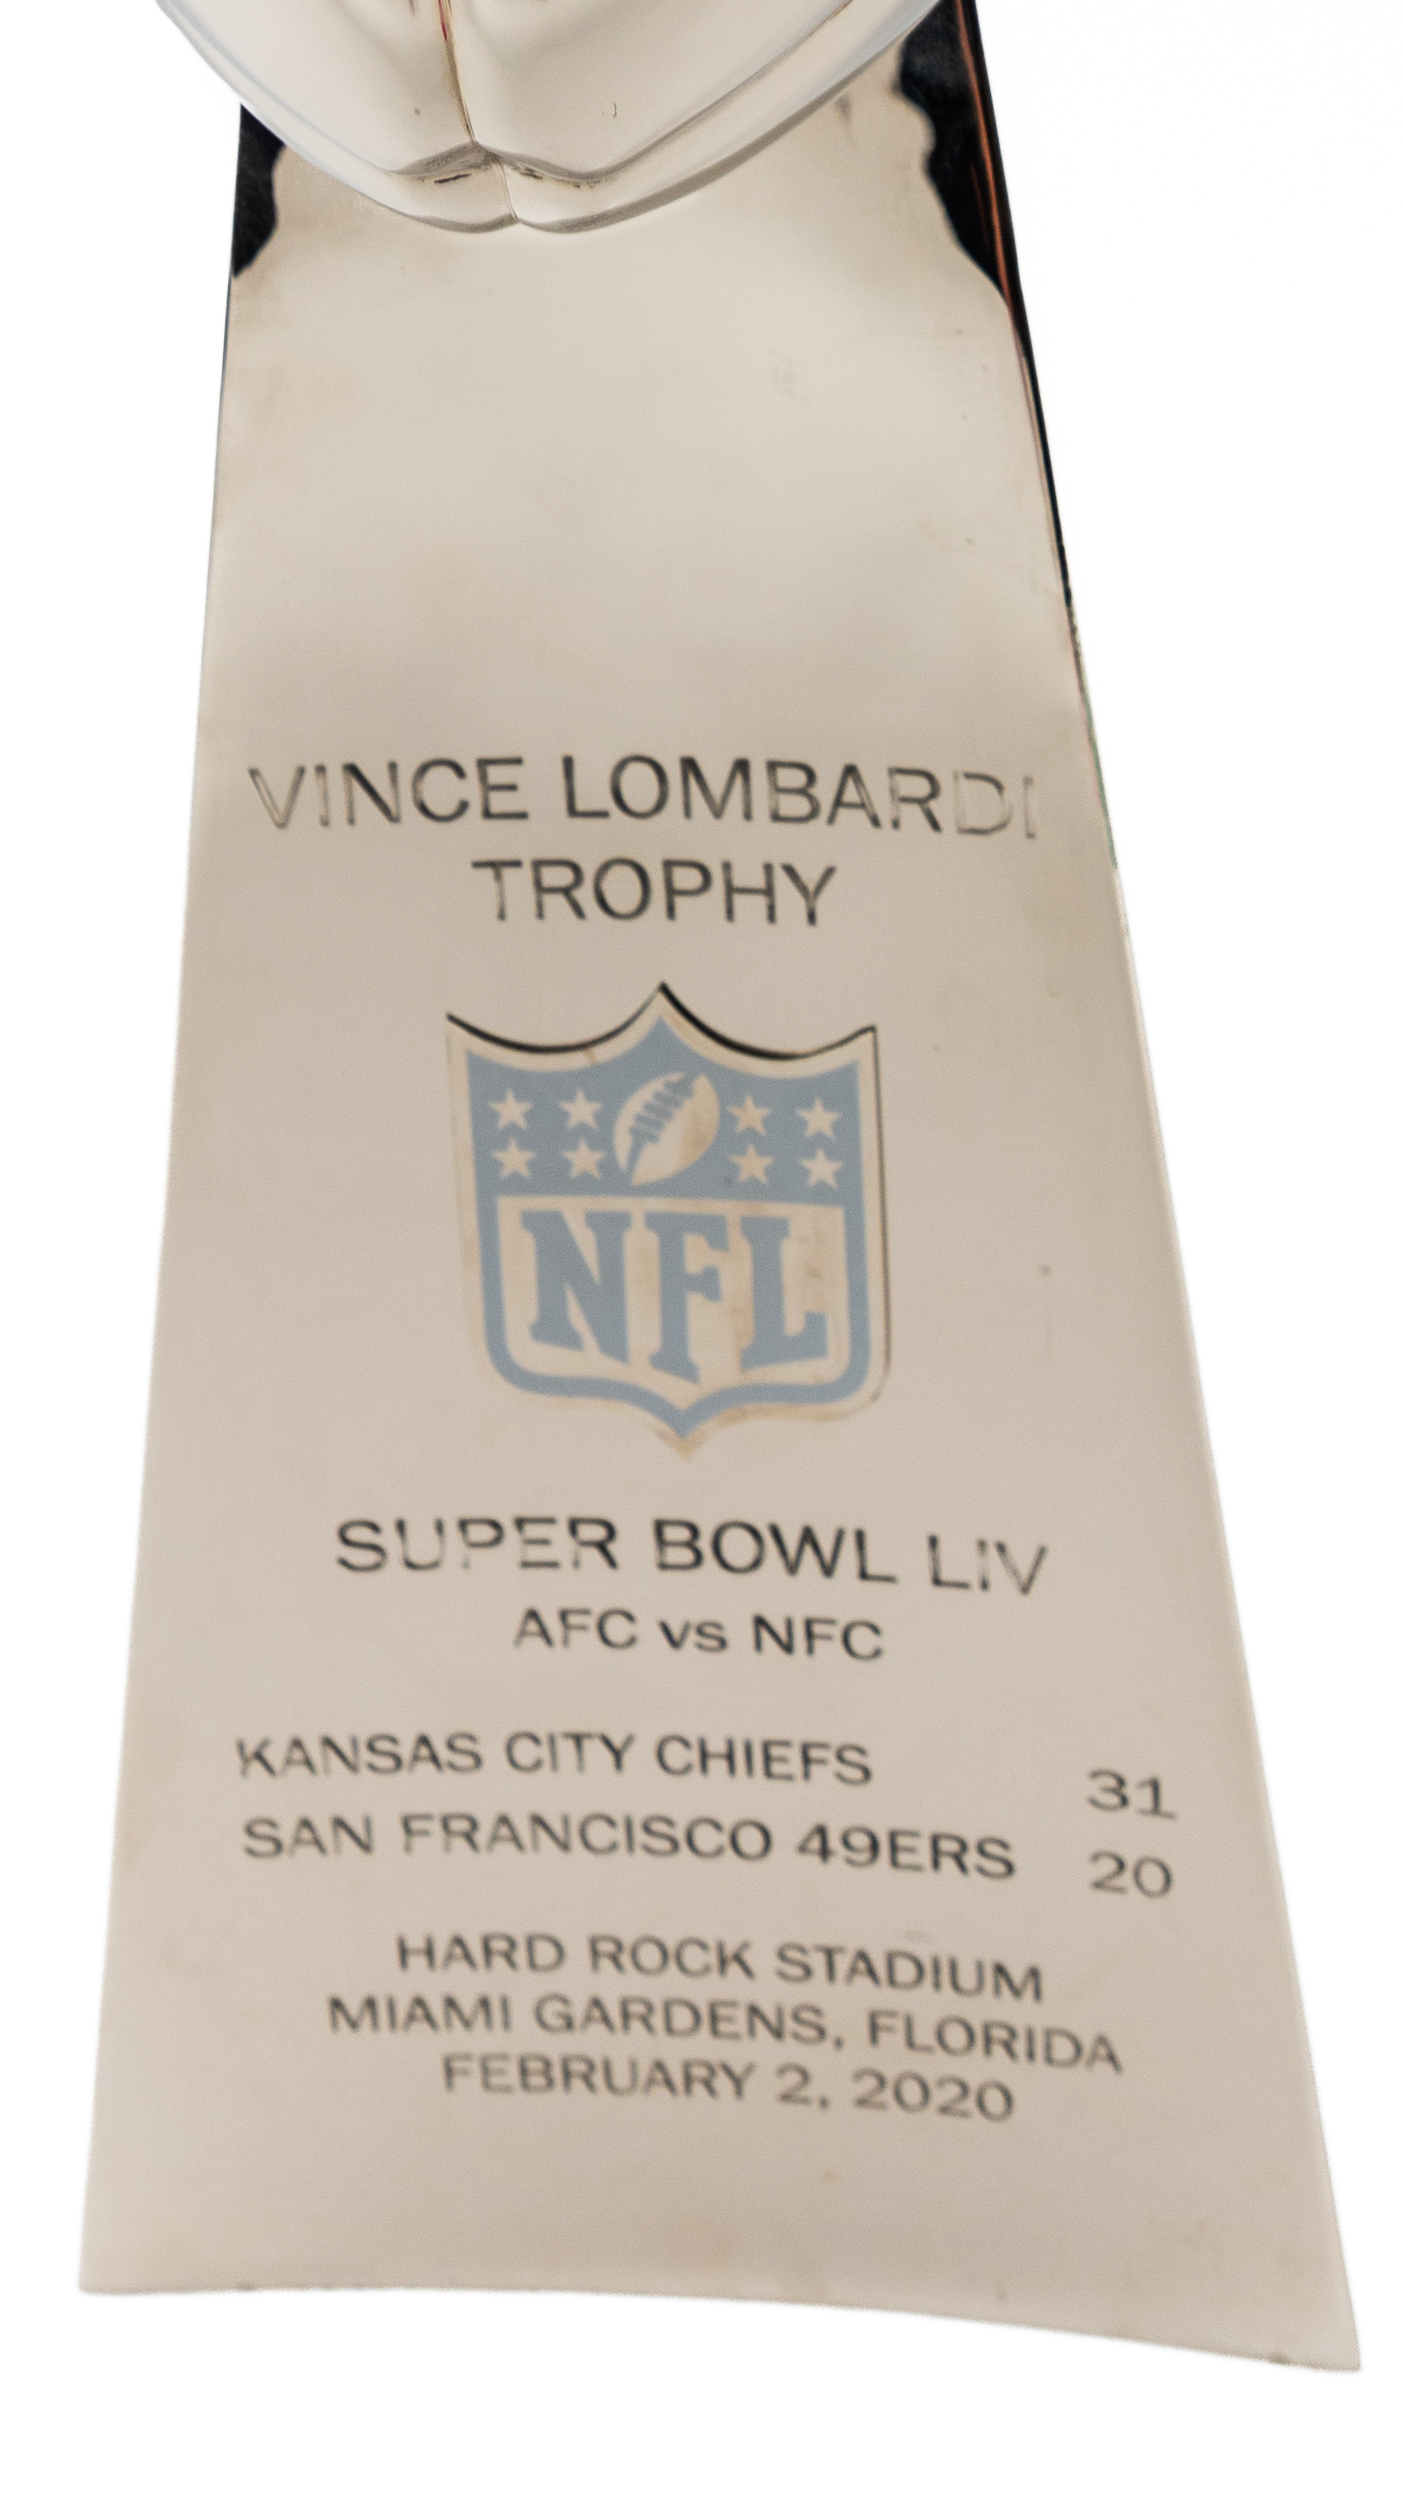 VINCE LOMBARDI
TROPHY
NFL
SUPER BOWL LIV
AFC vs NFC
KANSAS CITY CHIEFS 31
SAN FRANCISCO 49ERS 20
HARD ROCK STADIUM
MIAMI GARDENS, FLORIDA
FEBRUARY 2, 2020